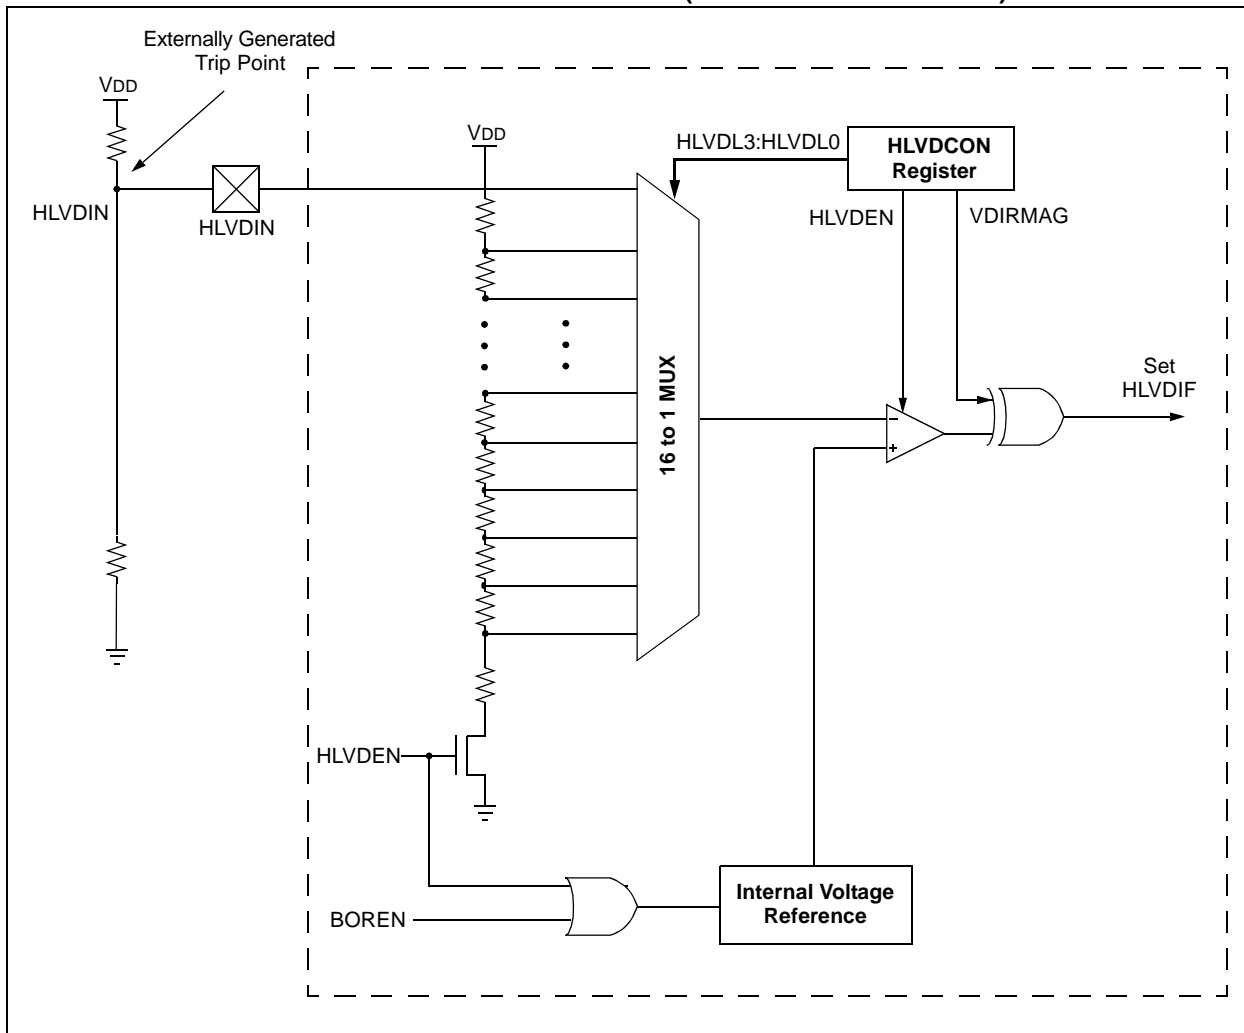 Externally Generated
Trip Point
VDD
VDD
HLVDL3:HLVDL0
HLVDCON
Register
HLVDIN
HLVDIN
HLVDEN
VDIRMAG
16 to 1 MUX
Set
HLVDIF
–
+
HLVDEN
BOREN
Internal Voltage
Reference